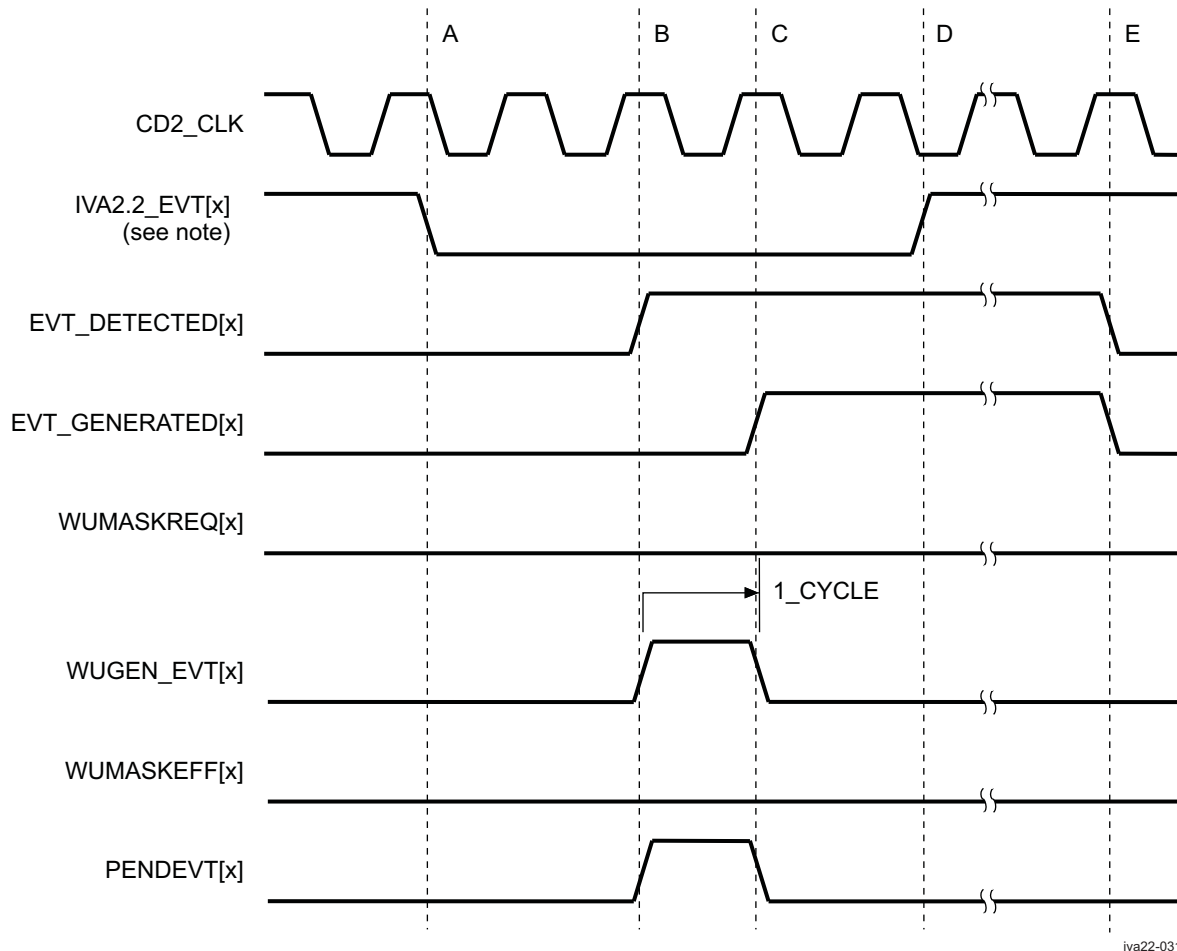 A B C D E
CD2_CLK
IVA2.2_EVT[x]
(see note)
EVT_DETECTED[x]
EVT_GENERATED[x]
WUMASKREQ[x]
1_CYCLE
WUGEN_EVT[x]
WUMASKEFF[x]
PENDEVT[x]